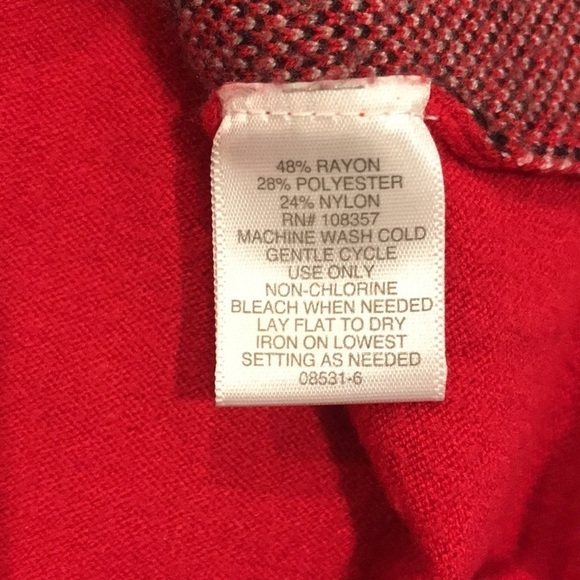 48% RAYON
28% POLYESTER
24% NYLON
RN# 108357
MACHINE WASH COLD
GENTLE CYCLE
USE ONLY
NON-CHLORINE
BLEACH WHEN NEEDED
LAY FLAT TO DRY
IRON ON LOWEST
SETTING AS NEEDED
08531-6